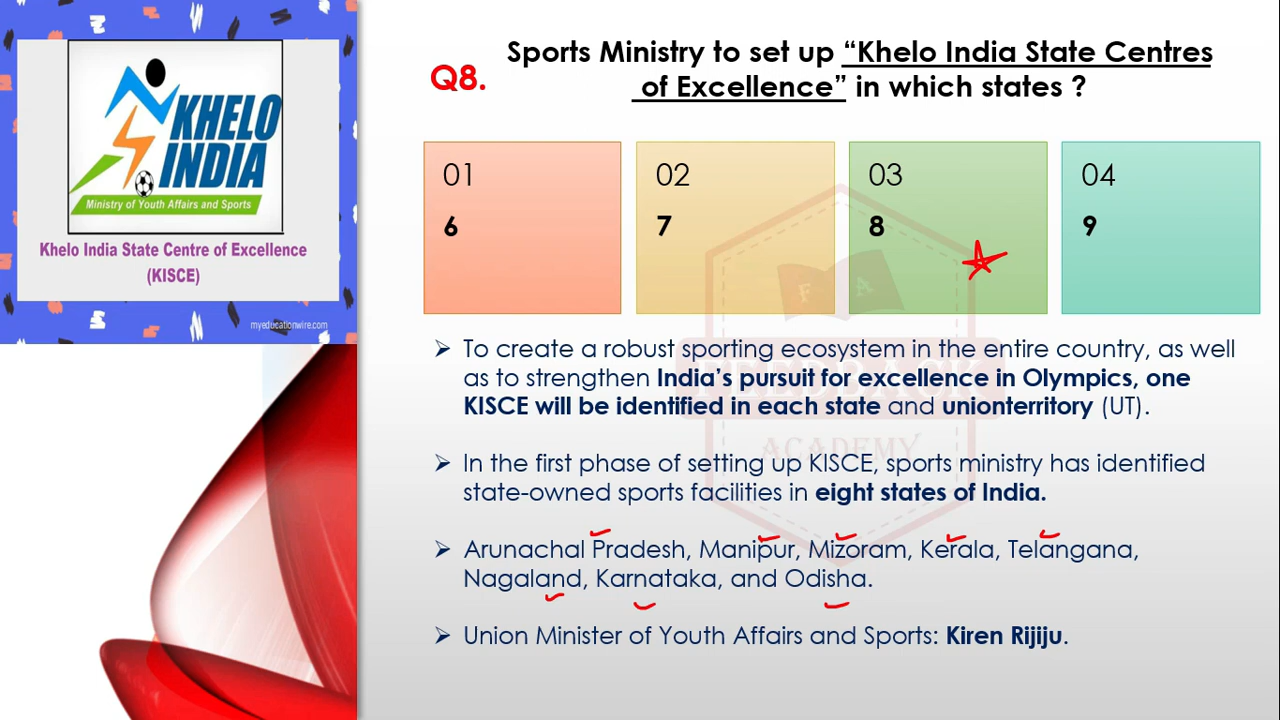 KHELO
INDIA
Ministry of Youth Affairs and Sports
Khelo India State Centre of Excellence
(KISCE)
myeducationwire.com
Q8.
Sports Ministry to set up “Khelo India State Centres
of Excellence” in which states ?
01
6
02
7
03
8
04
9
F A
FEEDBACK
ACADEMY
➢ To create a robust sporting ecosystem in the entire country, as well
as to strengthen India’s pursuit for excellence in Olympics, one
KISCE will be identified in each state and unionterritory (UT).
➢ In the first phase of setting up KISCE, sports ministry has identified
state-owned sports facilities in eight states of India.
Arunachal Pradesh, Manipur, Mizoram, Kerala, Telangana,
Nagaland, Karnataka, and Odisha.
➢ Union Minister of Youth Affairs and Sports: Kiren Rijiju.